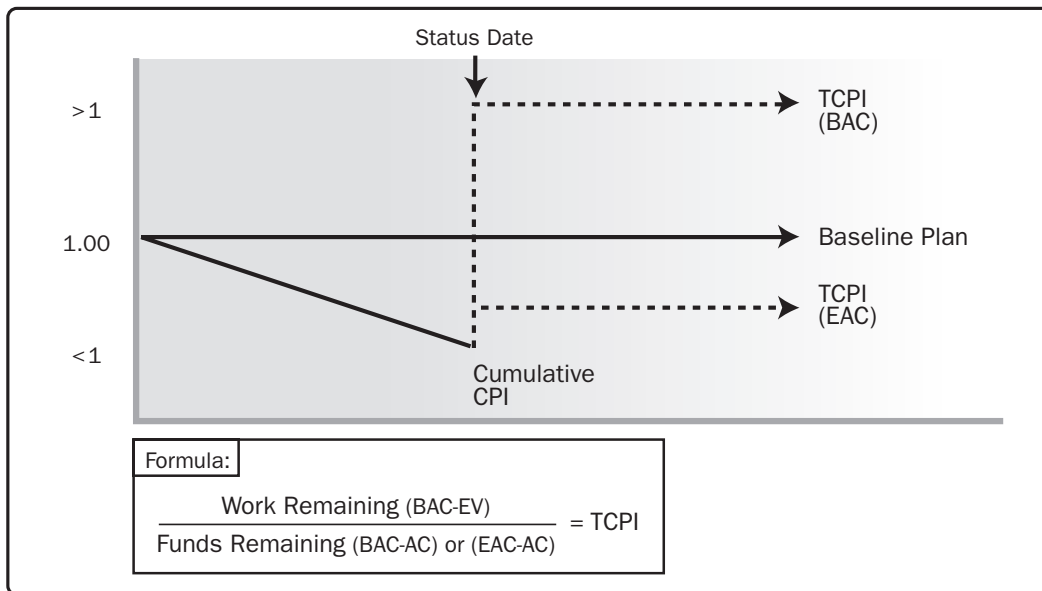 Status Date
>1
TCPI
(BAC)
1.00
Baseline Plan
TCPI
(EAC)
<1
Cumulative
CPI
Formula:
Work Remaining (BAC-EV)
Funds Remaining (BAC-AC) or (EAC-AC)
= TCPI